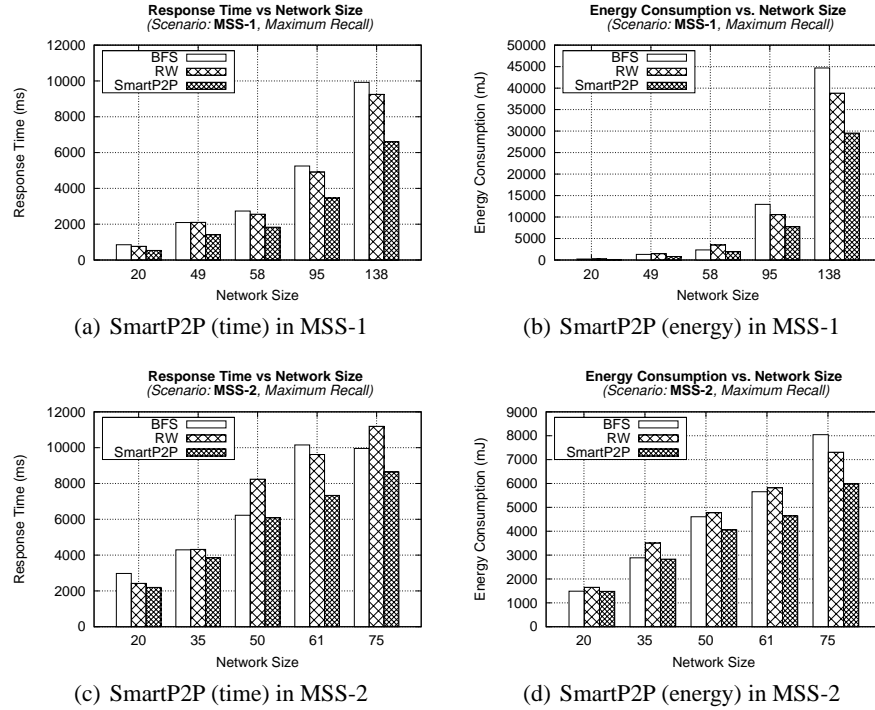 Response Time vs Network Size
(Scenario: MSS-1, Maximum Recall)
12000
10000
8000
6000
4000
2000
0
Response Time (ms)
BFS
RW
SmartP2P
20 49 58 95 138
Network Size
(a) SmartP2P (time) in MSS-1
Energy Consumption vs. Network Size
(Scenario: MSS-1, Maximum Recall)
50000
45000
40000
35000
30000
25000
20000
15000
10000
5000
0
Energy Consumption (mJ)
BFS
RW
SmartP2P
20 49 58 95 138
Network Size
(b) SmartP2P (energy) in MSS-1
Response Time vs Network Size
(Scenario: MSS-2, Maximum Recall)
12000
10000
8000
6000
4000
2000
0
Response Time (ms)
BFS
RW
SmartP2P
20 35 50 61 75
Network Size
(c) SmartP2P (time) in MSS-2
Energy Consumption vs. Network Size
(Scenario: MSS-2, Maximum Recall)
9000
8000
7000
6000
5000
4000
3000
2000
1000
0
Energy Consumption (mJ)
BFS
RW
SmartP2P
20 35 50 61 75
Network Size
(d) SmartP2P (energy) in MSS-2